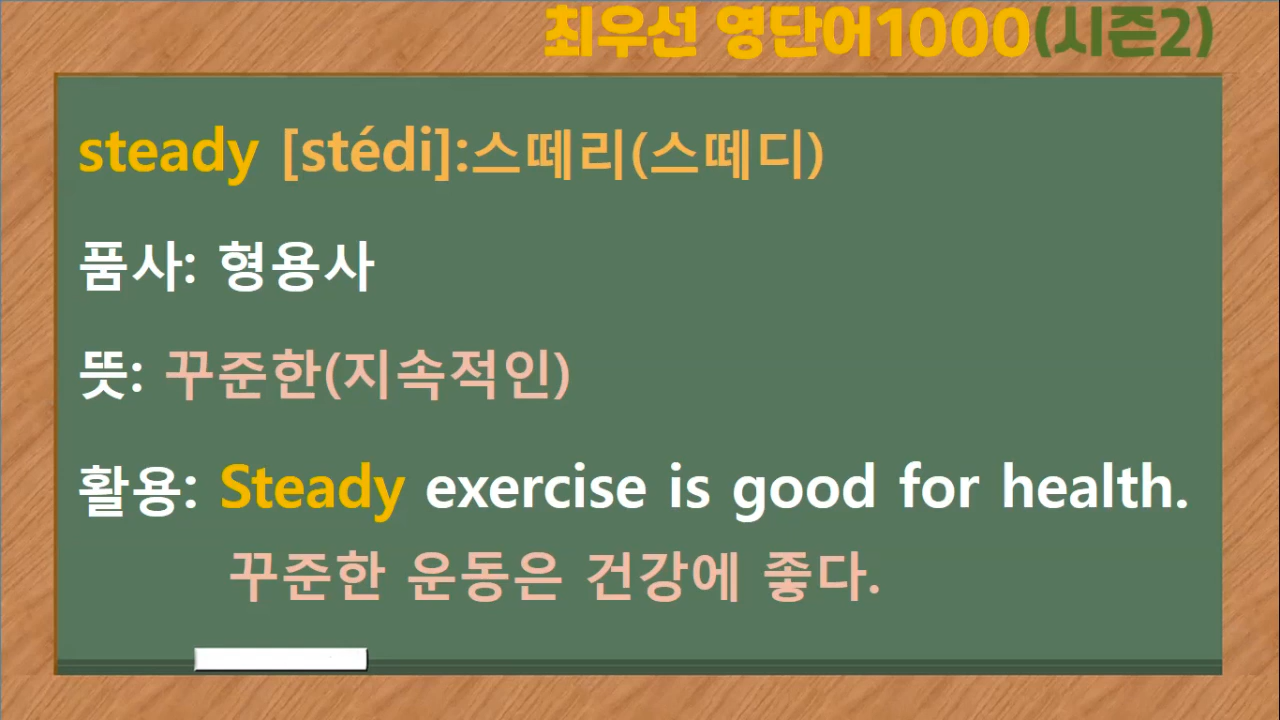 최우선 영단어1000(시즌2)
steady [stédi]:스떼리(스떼디)
품사: 형용사
뜻: 꾸준한(지속적인)
활용: Steady exercise is good for health.
꾸준한 운동은 건강에 좋다.